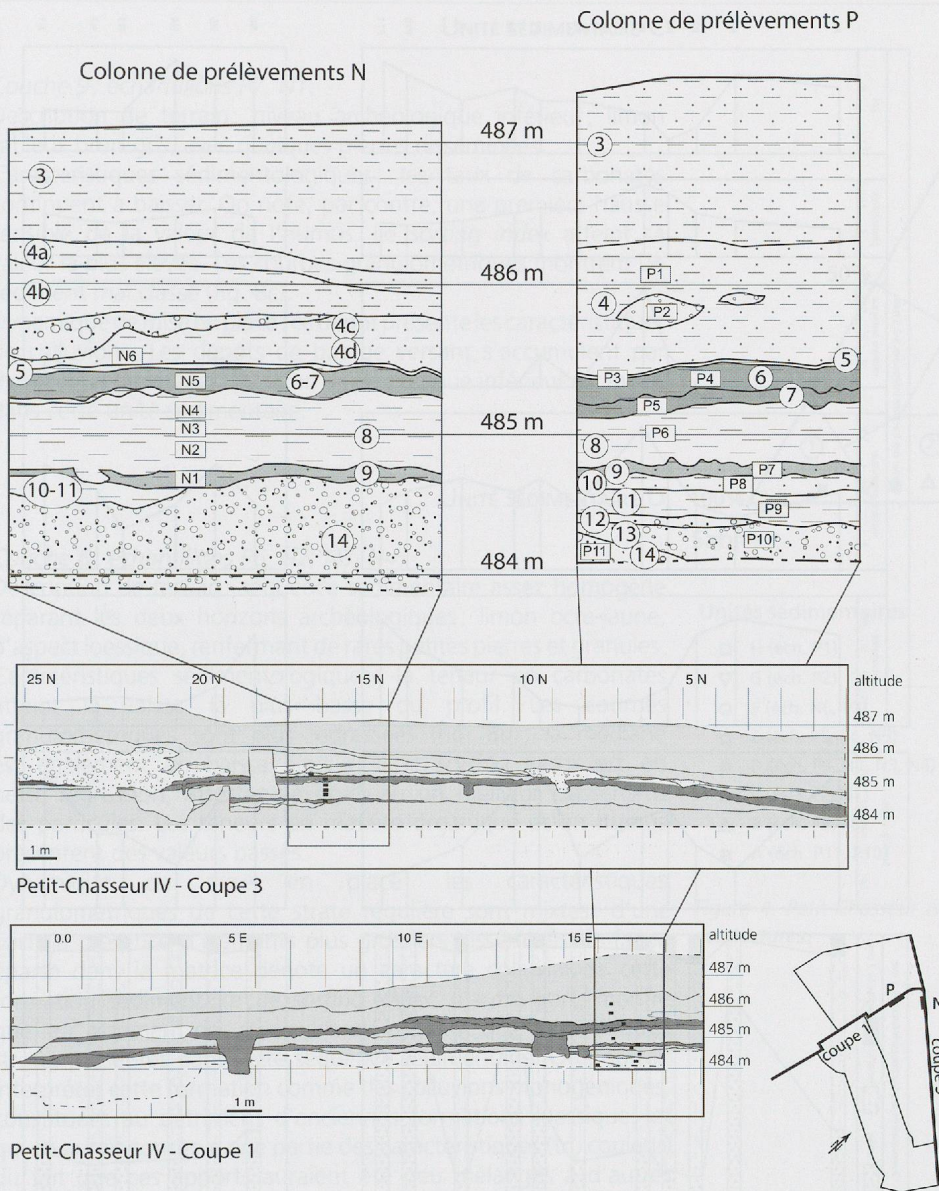 Colonne de prélèvements P
Colonne de prélèvements N
487 m
3
3
4a
486 m
P1
4b
4
P2
4c
4d
N6
5
5
N5
6-7
P3
P4
6
7
N4
P5
N3
485 m
P6
8
N2
8
9
N1
9
P7
10-11
10
P8
11
P9
12
14
13
P10
P11
14
484 m
25 N
20 N
15 N
10 N
5 N
altitude
487 m
486 m
485 m
484 m
1 m
Petit-Chasseur IV - Coupe 3
0.0
5 E
10 E
15 E
altitude
487 m
486 m
485 m
484 m
1 m
P
N
Coupe 1
Coupe 3
Petit-Chasseur IV - Coupe 1